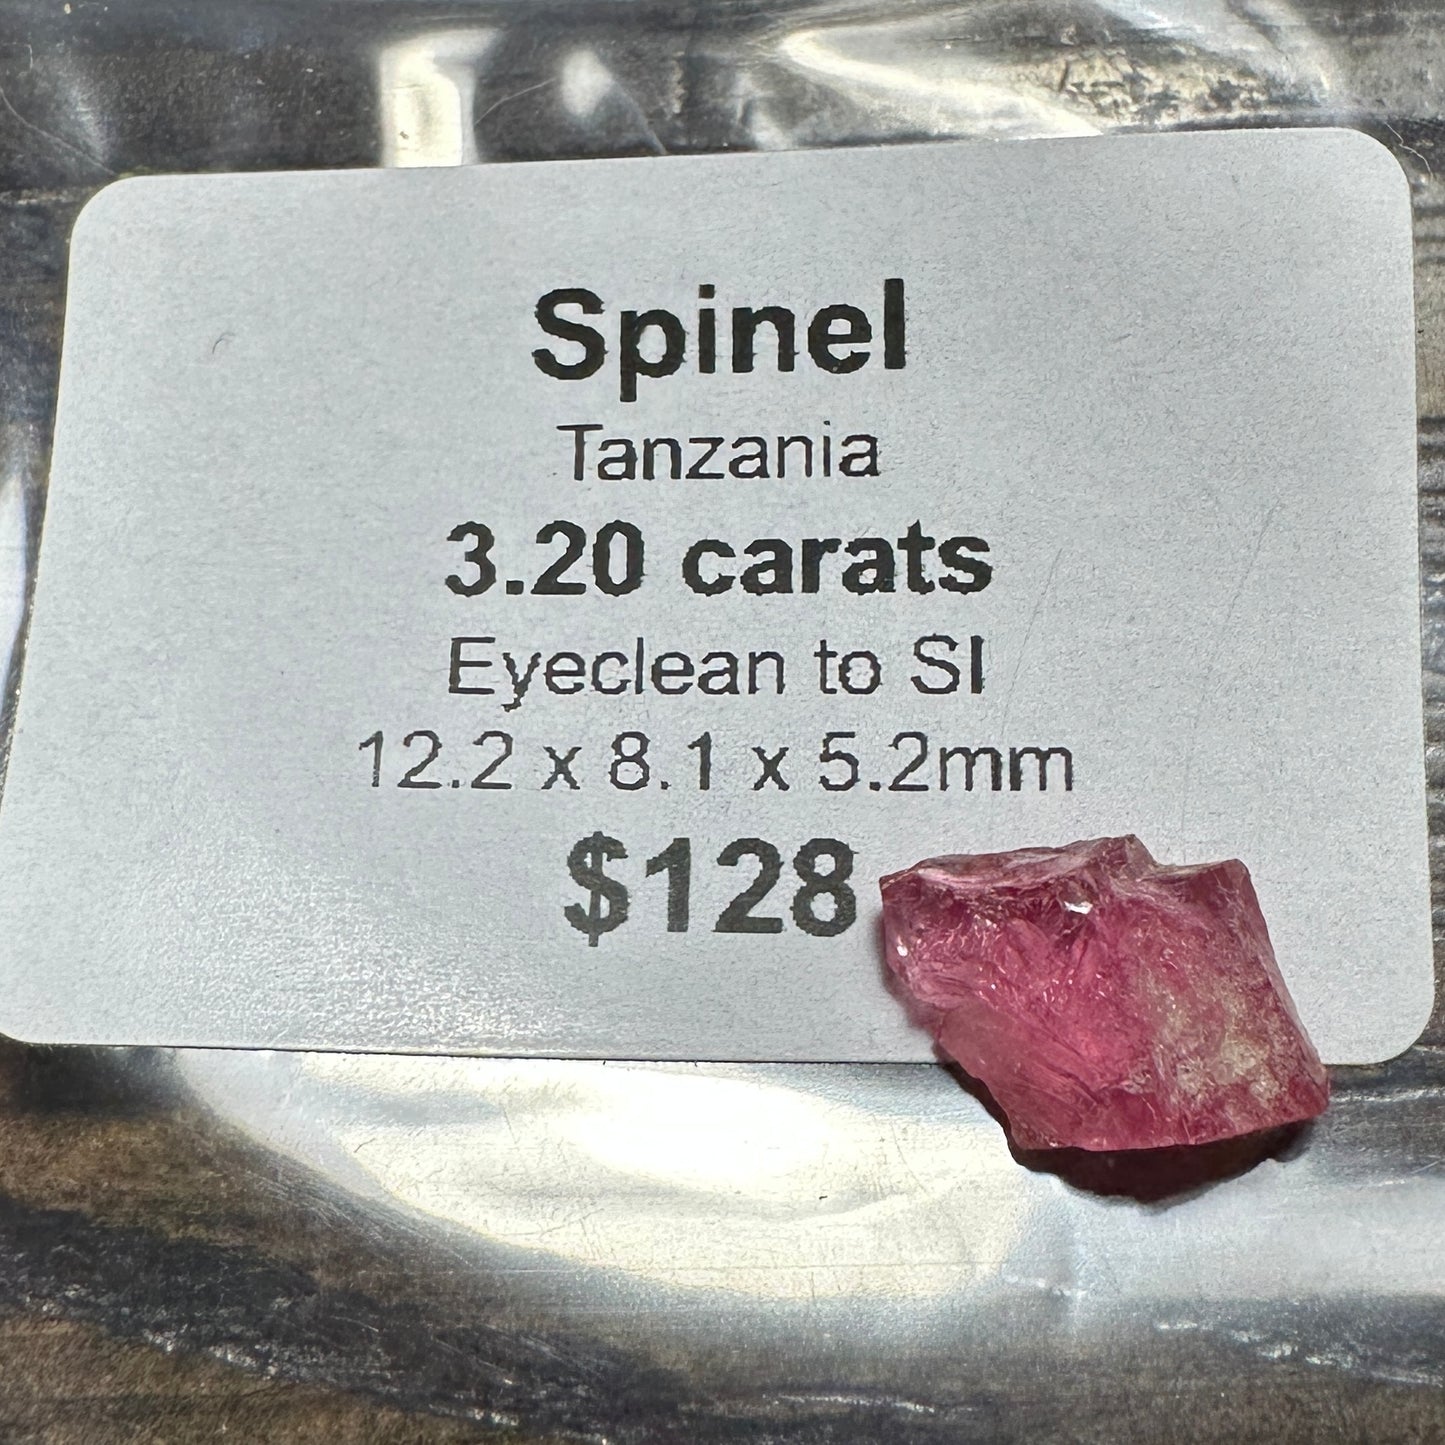 Spinel
Tanzania
3.20 carats
Eyeclean to SI
12.2 x 8.1 x 5.2mm
$128